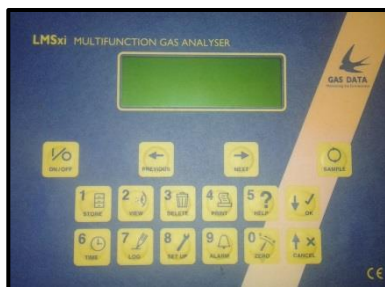 LMSxi MULTIFUNCTION GAS ANALYSER
GAS DATA
I/O
ON/OFF
PREVIOUS
NEXT
SAMPLE
1 2 3 4 5 ?
STORE VIEW DELETE PRINT HELP OK
6 7 8 9 0
TIME LOG SET UP ALARM ZERO CANCEL
CE